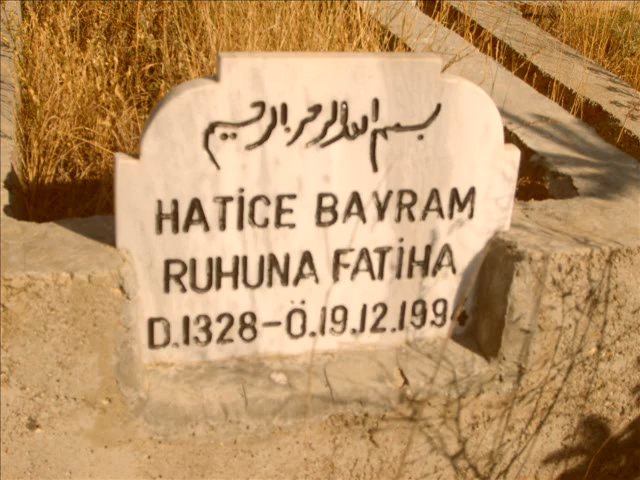 بسم الله الرحمن الرحيم
HATİCE BAYRAM
RUHUNA FATİHA
D.1328-Ö.19.12.199